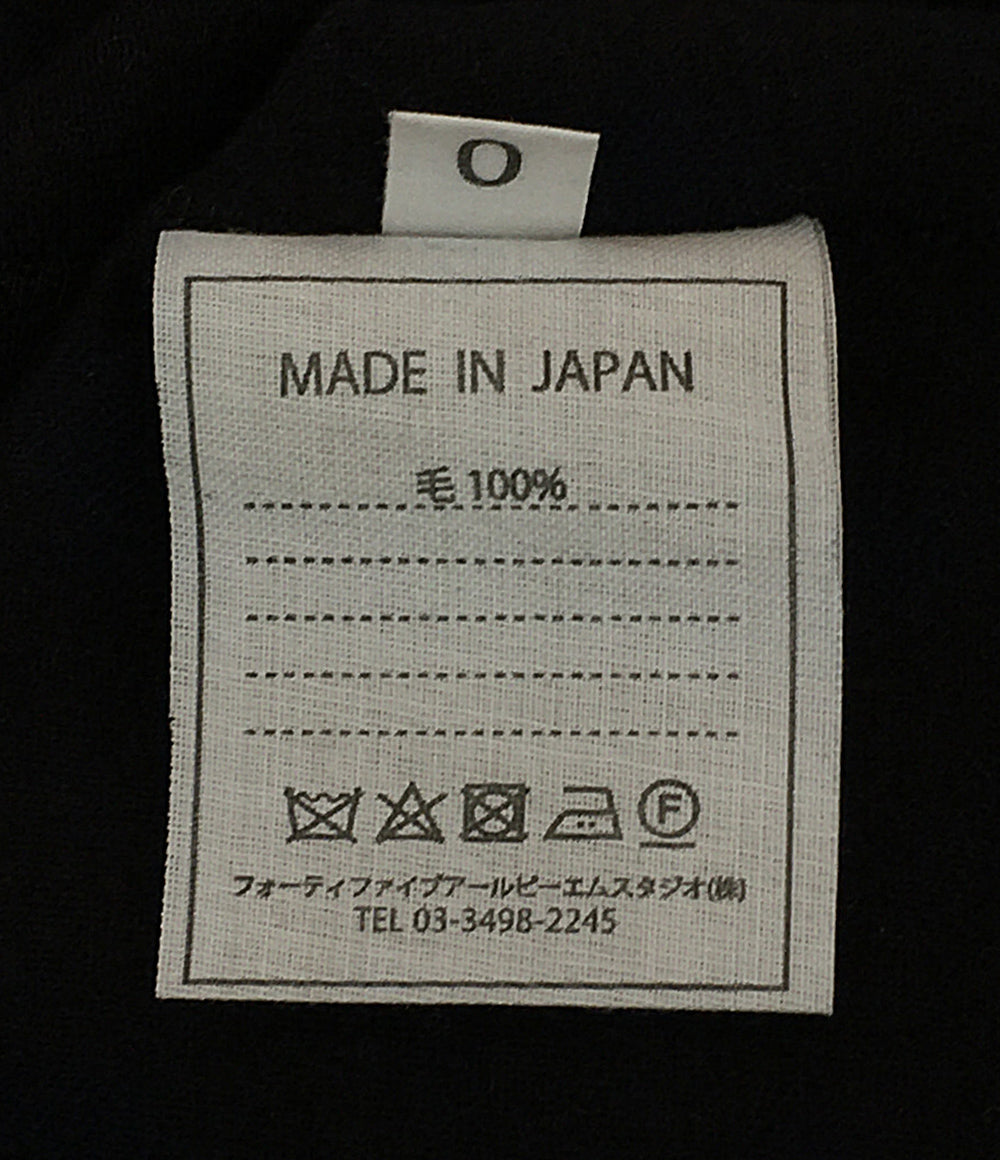 O
MADE IN JAPAN
毛 100%
F
フォーティファイブアールピーエムスタジオ(株)
TEL 03-3498-2245